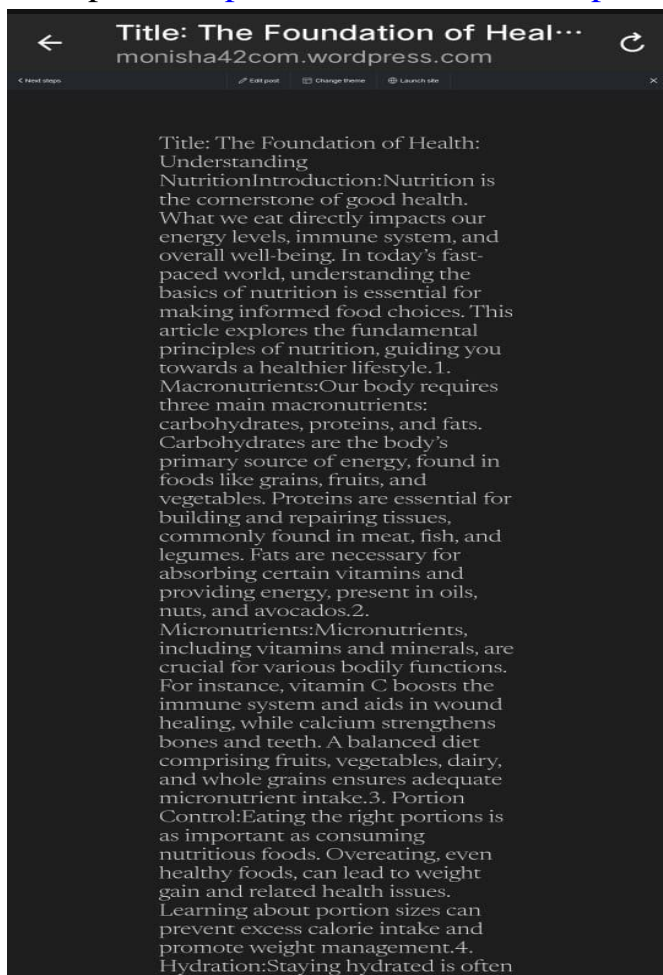 Title: The Foundation of Heal...
monisha42com.wordpress.com
< Next steps Edit post Change theme Launch site
Title: The Foundation of Health:
Understanding
NutritionIntroduction:Nutrition is
the cornerstone of good health.
What we eat directly impacts our
energy levels, immune system, and
overall well-being. In today’s fast-
paced world, understanding the
basics of nutrition is essential for
making informed food choices. This
article explores the fundamental
principles of nutrition, guiding you
towards a healthier lifestyle.1.
Macronutrients:Our body requires
three main macronutrients:
carbohydrates, proteins, and fats.
Carbohydrates are the body’s
primary source of energy, found in
foods like grains, fruits, and
vegetables. Proteins are essential for
building and repairing tissues,
commonly found in meat, fish, and
legumes. Fats are necessary for
absorbing certain vitamins and
providing energy, present in oils,
nuts, and avocados.2.
Micronutrients:Micronutrients,
including vitamins and minerals, are
crucial for various bodily functions.
For instance, vitamin C boosts the
immune system and aids in wound
healing, while calcium strengthens
bones and teeth. A balanced diet
comprising fruits, vegetables, dairy,
and whole grains ensures adequate
micronutrient intake.3. Portion
Control:Eating the right portions is
as important as consuming
nutritious foods. Overeating, even
healthy foods, can lead to weight
gain and related health issues.
Learning about portion sizes can
prevent excess calorie intake and
promote weight management.4.
Hydration:Staying hydrated is often